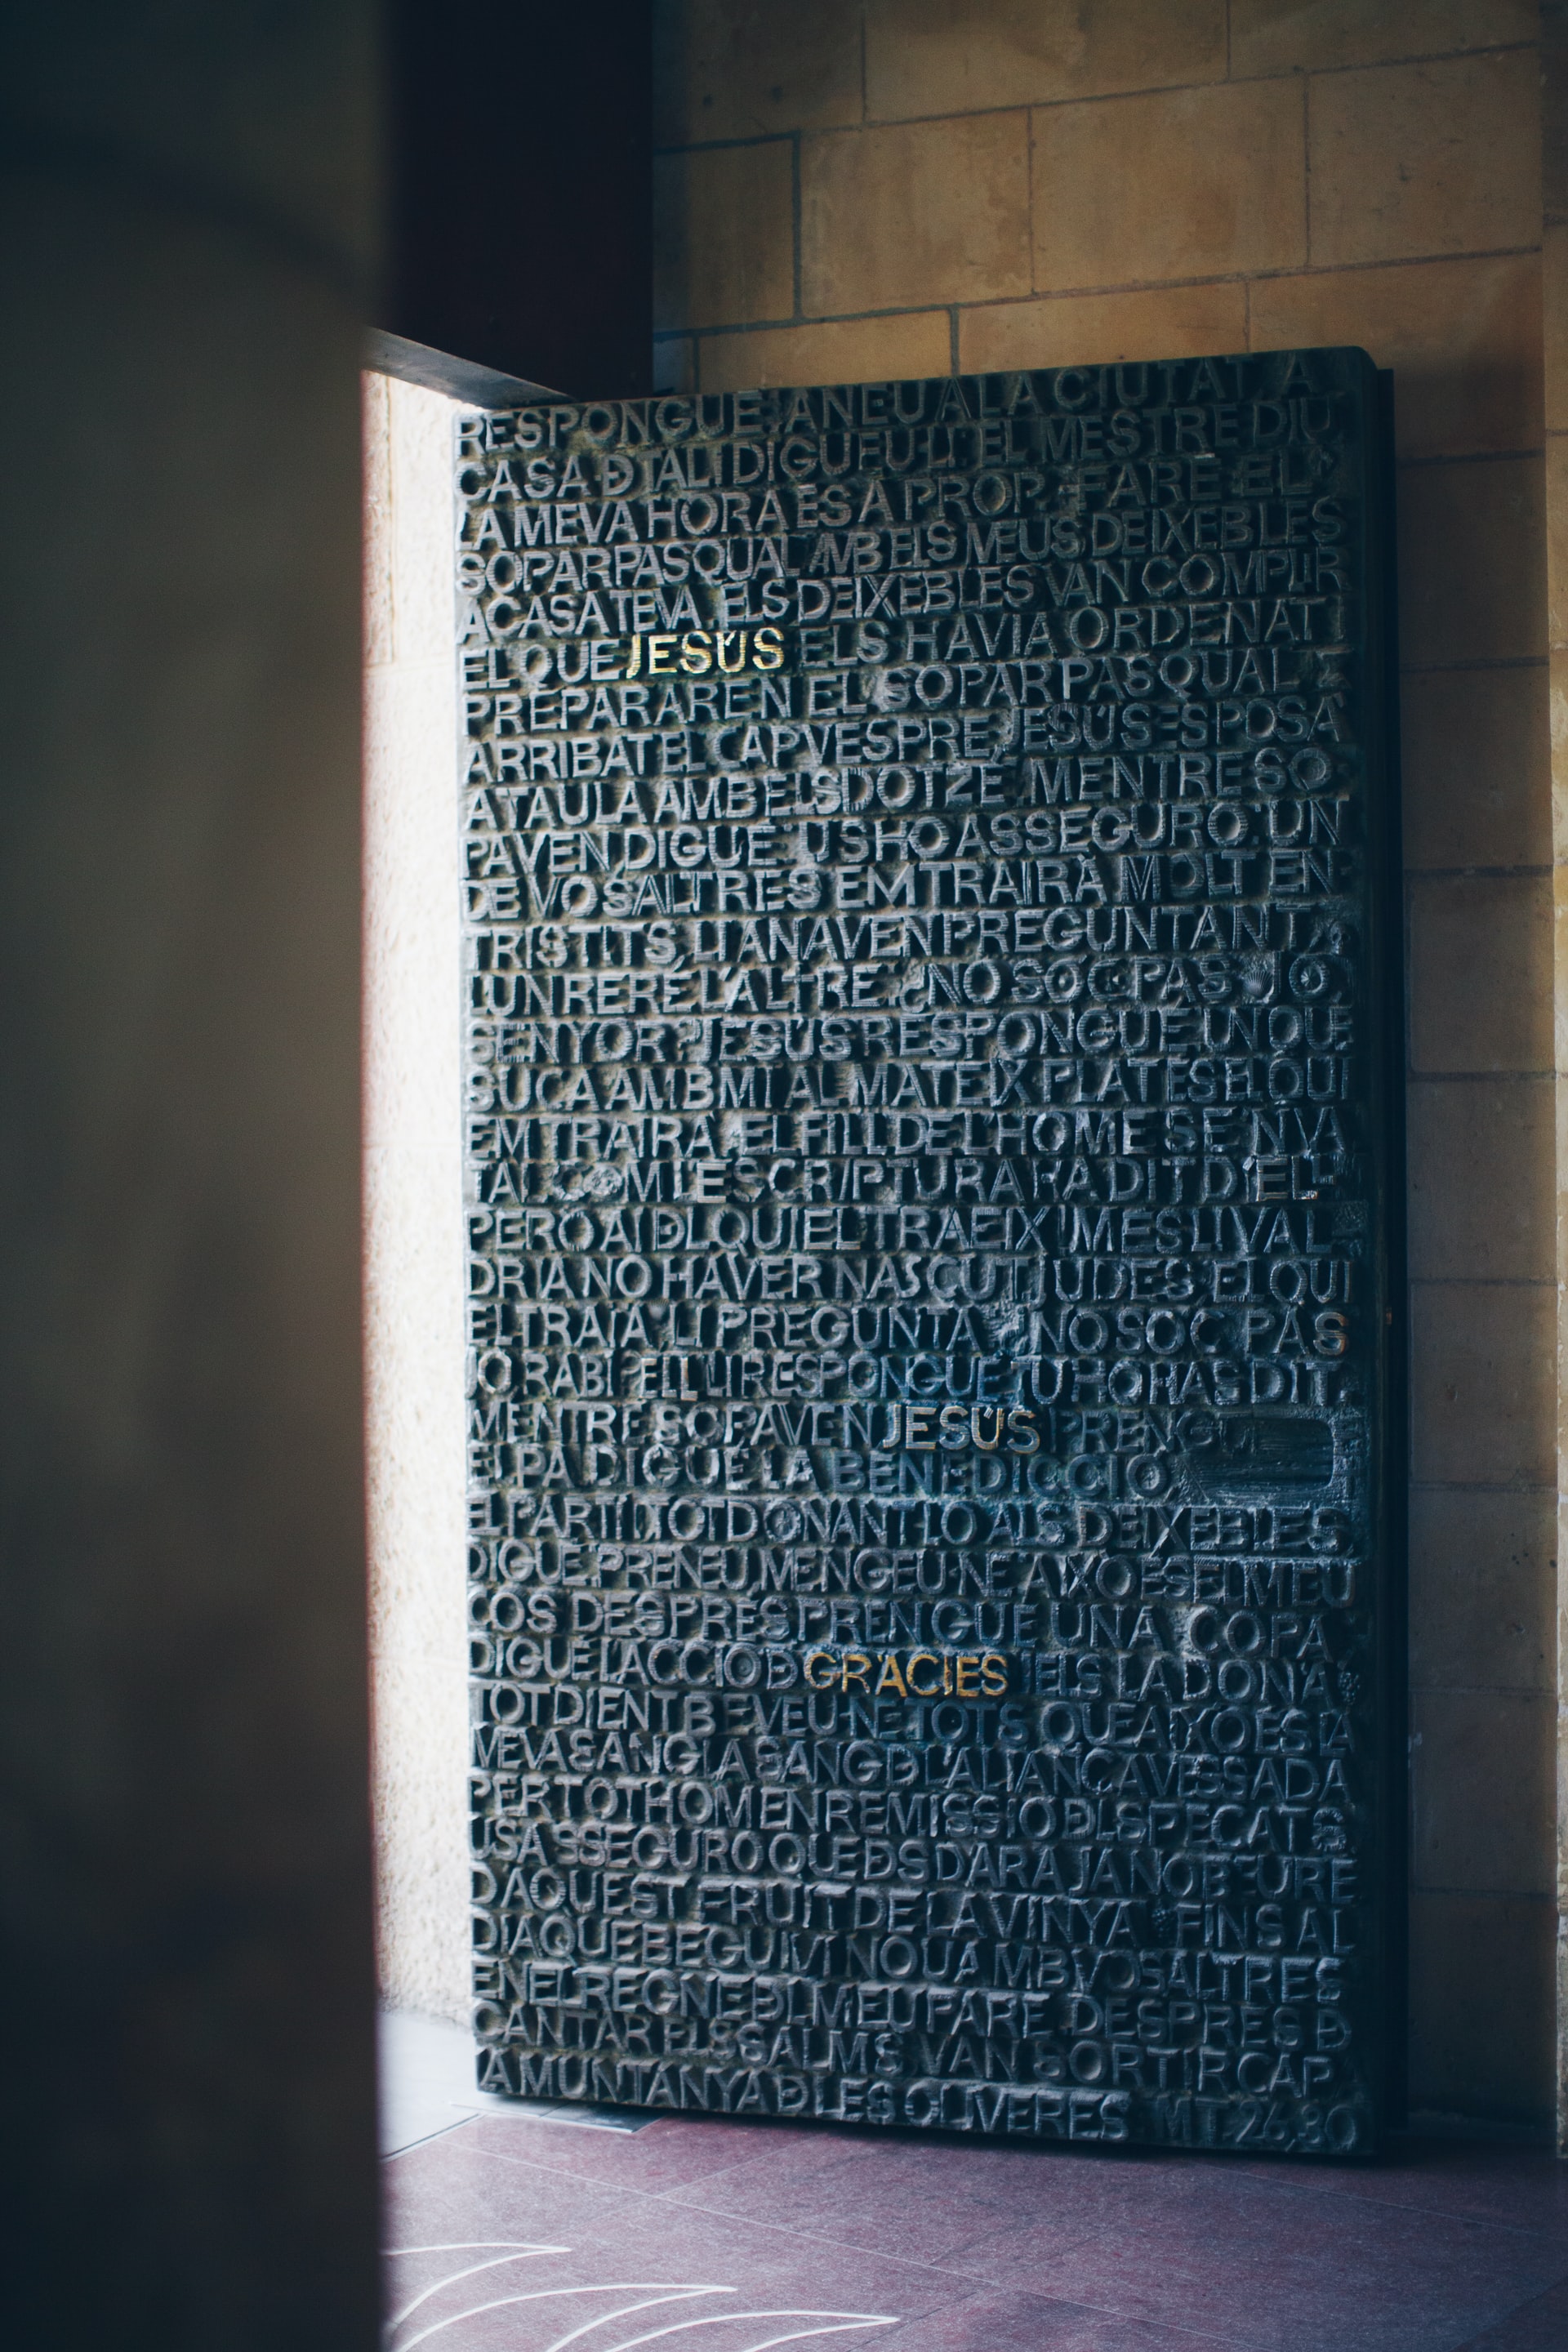 RESPONGUÉ: ANEU A LA CIUTAT A
CASA Đ TAL I DIGUEU-LI: EL MESTRE DIU
LA MEVA HORA ÉS A PROP. FARÉ EL
SOPAR PASQUAL AMB ELS MEUS DEIXEBLES
A CASA TEVA. ELS DEIXEBLES VAN COMPLIR
EL QUE JESÚS ELS HAVIA ORDENAT I
PREPARAREN EL SOPAR PASQUAL
ARRIBAT EL CAPVESPRE, JESÚS ES POSÀ
A TAULA AMB ELS DOTZE. MENTRE SO
PAVEN DIGUÉ: US HO ASSEGURO: UN
DE VOSALTRES EM TRAIRÀ MOLT EN
TRISTITS, LI ANAVEN PREGUNTANT
L'UN RERE L'ALTRE: ¿NO SÓC PAS JO,
SENYOR? JESÚS RESPONGUÉ: UN QUE
SUCA AMB MI AL MATEIX PLAT ÉS EL QUI
EM TRAIRÀ. EL FILL DE L'HOME SE'N VA
TAL COM L'ESCRIPTURA HA DIT D'ELL
PERÒ AI ĐL QUI EL TRAEIX! MÉS LI VAL
DRIA NO HAVER NASCUT. JUDES EL QUI
EL TRAÏA LI PREGUNTÀ ¿NO SÓC PAS
JO RABÍ? ELL LI RESPONGUÉ: TU HO HAS DIT.
MENTRE SOPAVEN JESÚS PRENGUÉ
EL PA, DIGUÉ LA BENEDICCIÓ,
EL PARTÍ I, TOT DONANT-LO ALS DEIXEBLES
DIGUÉ: PRENEU, MENGEU-NE AIXÒ ÉS EL MEU
COS DESPRÉS PRENGUÉ UNA COPA
DIGUÉ L'ACCIÓ Đ GRÀCIES I ELS LA DONÀ
TOT DIENT: BEVEU-NE TOTS QUE AIXÒ ÉS LA
MEVA SANG LA SANG Đ L'ALIANÇA VESSADA
PER TOTHOM EN REMISSIÓ ĐLS PECATS.
US ASSEGURO QUE ĐS D'ARA JA NO BEURÉ
D'AQUEST FRUIT DE LA VINYA FINS AL
DIA QUE BEGUI VI NOU AMB VOSALTRES
EN EL REGNE ĐL MEU PARE. DESPRÉS Đ
CANTAR ELS SALMS, VAN SORTIR CAP
A MUNTANYA Đ LES OLIVERES. MT. 26,30